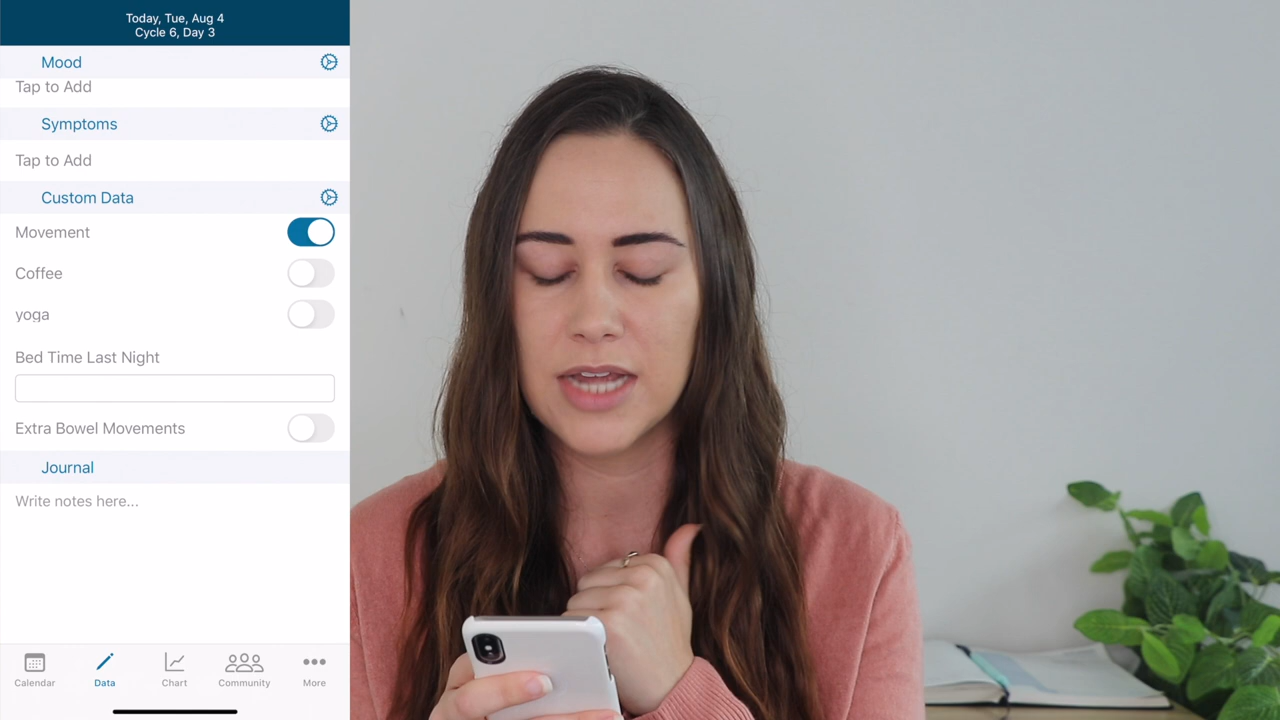 Today, Tue, Aug 4
Cycle 6, Day 3
Mood
Tap to Add
Symptoms
Tap to Add
Custom Data
Movement
Coffee
yoga
Bed Time Last Night
Extra Bowel Movements
Journal
Write notes here...
Calendar Data Chart Community More